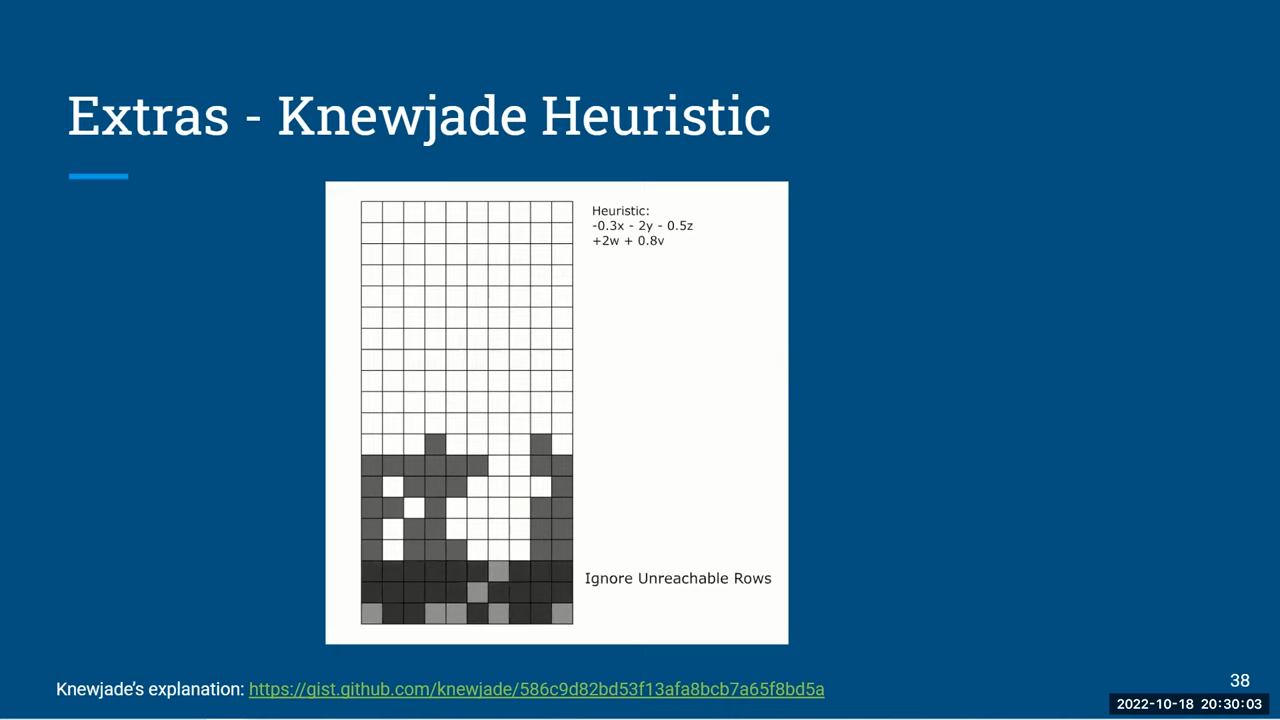 Extras - Knewjade Heuristic
Heuristic:
-0.3x - 2y - 0.5z
+2w + 0.8v
Ignore Unreachable Rows
Knewjade's explanation: https://gist.github.com/knewjade/586c9d82bd53f13afa8bcb7a65f8bd5a
38
2022-10-18 20:30:03